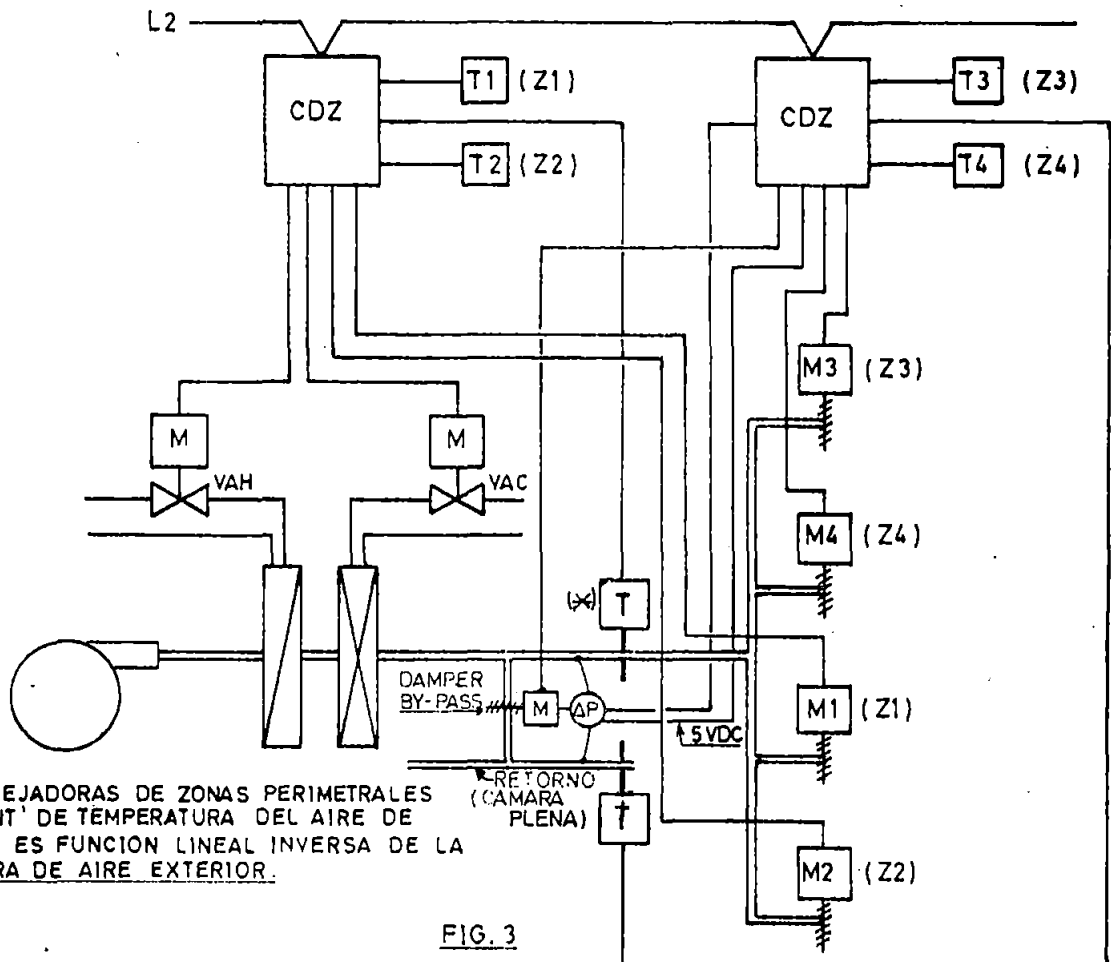 L2
CDZ
T1 (Z1)
T2 (Z2)
CDZ
T3 (Z3)
T4 (Z4)
M3 (Z3)
M
VAH
M
VAC
M4 (Z4)
(*) T
DAMPER
BY-PASS
M
ΔP
5 VDC
M1 (Z1)
RETORNO
(CAMARA
PLENA)
T
EJADORAS DE ZONAS PERIMETRALES
NT' DE TEMPERATURA DEL AIRE DE
ES FUNCION LINEAL INVERSA DE LA
RA DE AIRE EXTERIOR.
M2 (Z2)
FIG. 3